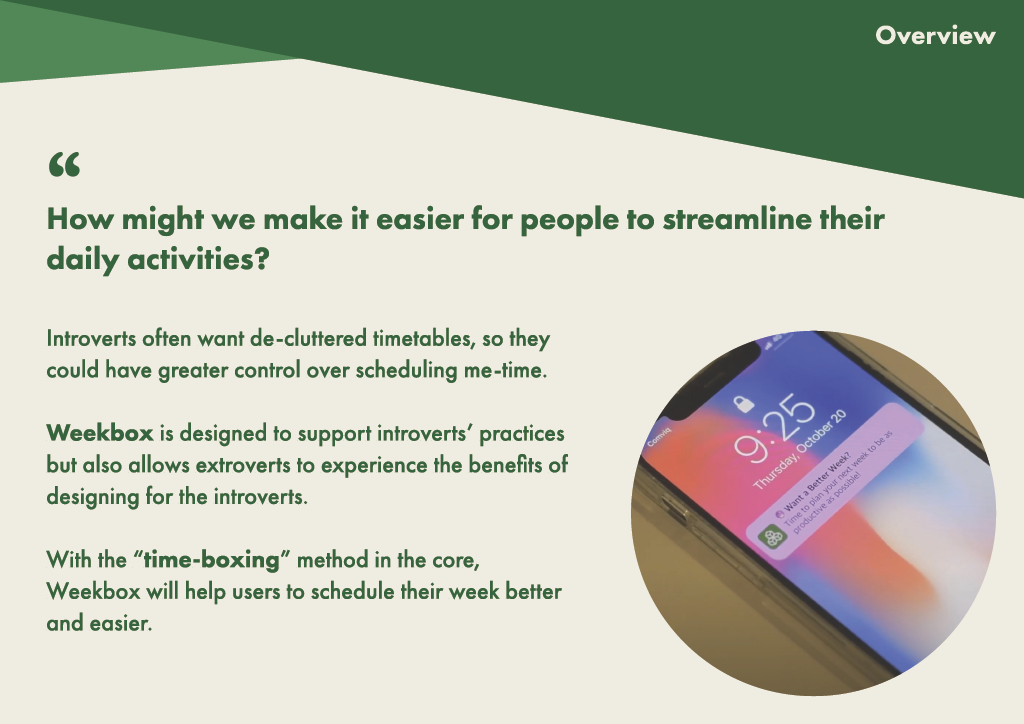 Overview
“
How might we make it easier for people to streamline their
daily activities?
Introverts often want de-cluttered timetables, so they
could have greater control over scheduling me-time.
Weekbox is designed to support introverts’ practices
but also allows extroverts to experience the benefits of
designing for the introverts.
With the “time-boxing” method in the core,
Weekbox will help users to schedule their week better
and easier.
Comviq
9:25
Thursday, October 20
Want a Better Week?
Time to plan your next week to be as
productive as possible!